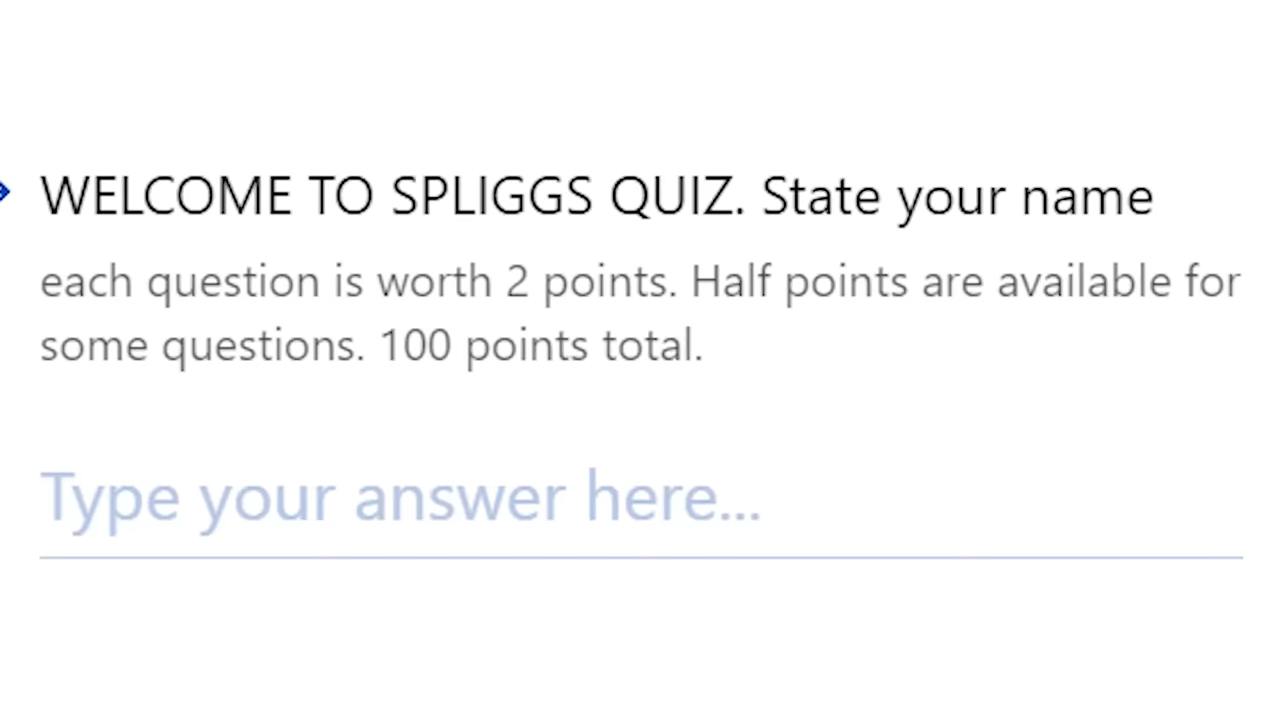 WELCOME TO SPLIGGS QUIZ. State your name
each question is worth 2 points. Half points are available for
some questions. 100 points total.
Type your answer here...